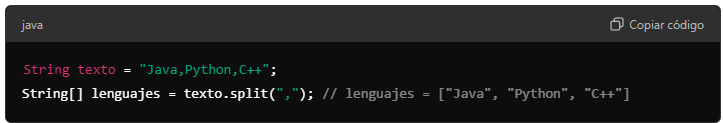 java
Copiar código
String texto = "Java,Python,C++";
String[] lenguajes = texto.split(","); // lenguajes = ["Java", "Python", "C++"]